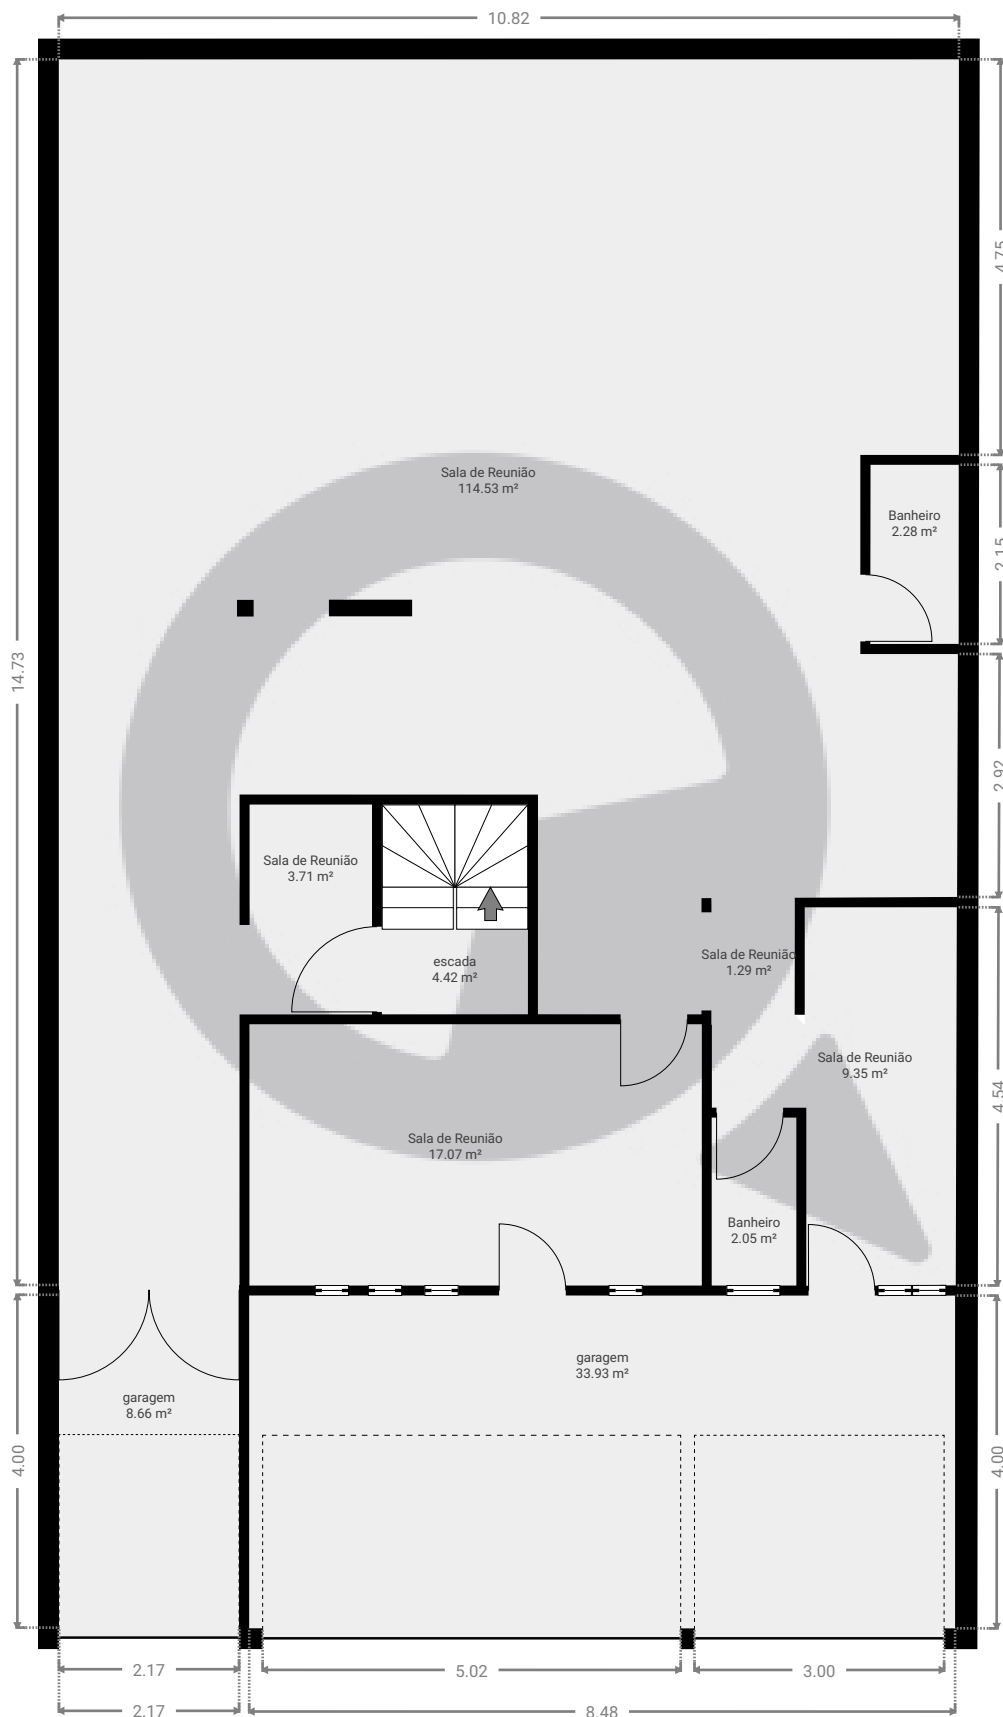 10.82
4.75
Sala de Reunião
114.53 m²
Banheiro
2.28 m²
2.15
14.73
2.92
Sala de Reunião
3.71 m²
escada
4.42 m²
Sala de Reunião
1.29 m²
Sala de Reunião
9.35 m²
4.54
Sala de Reunião
17.07 m²
Banheiro
2.05 m²
garagem
33.93 m²
garagem
8.66 m²
4.00
4.00
2.17
5.02
3.00
2.17
8.48